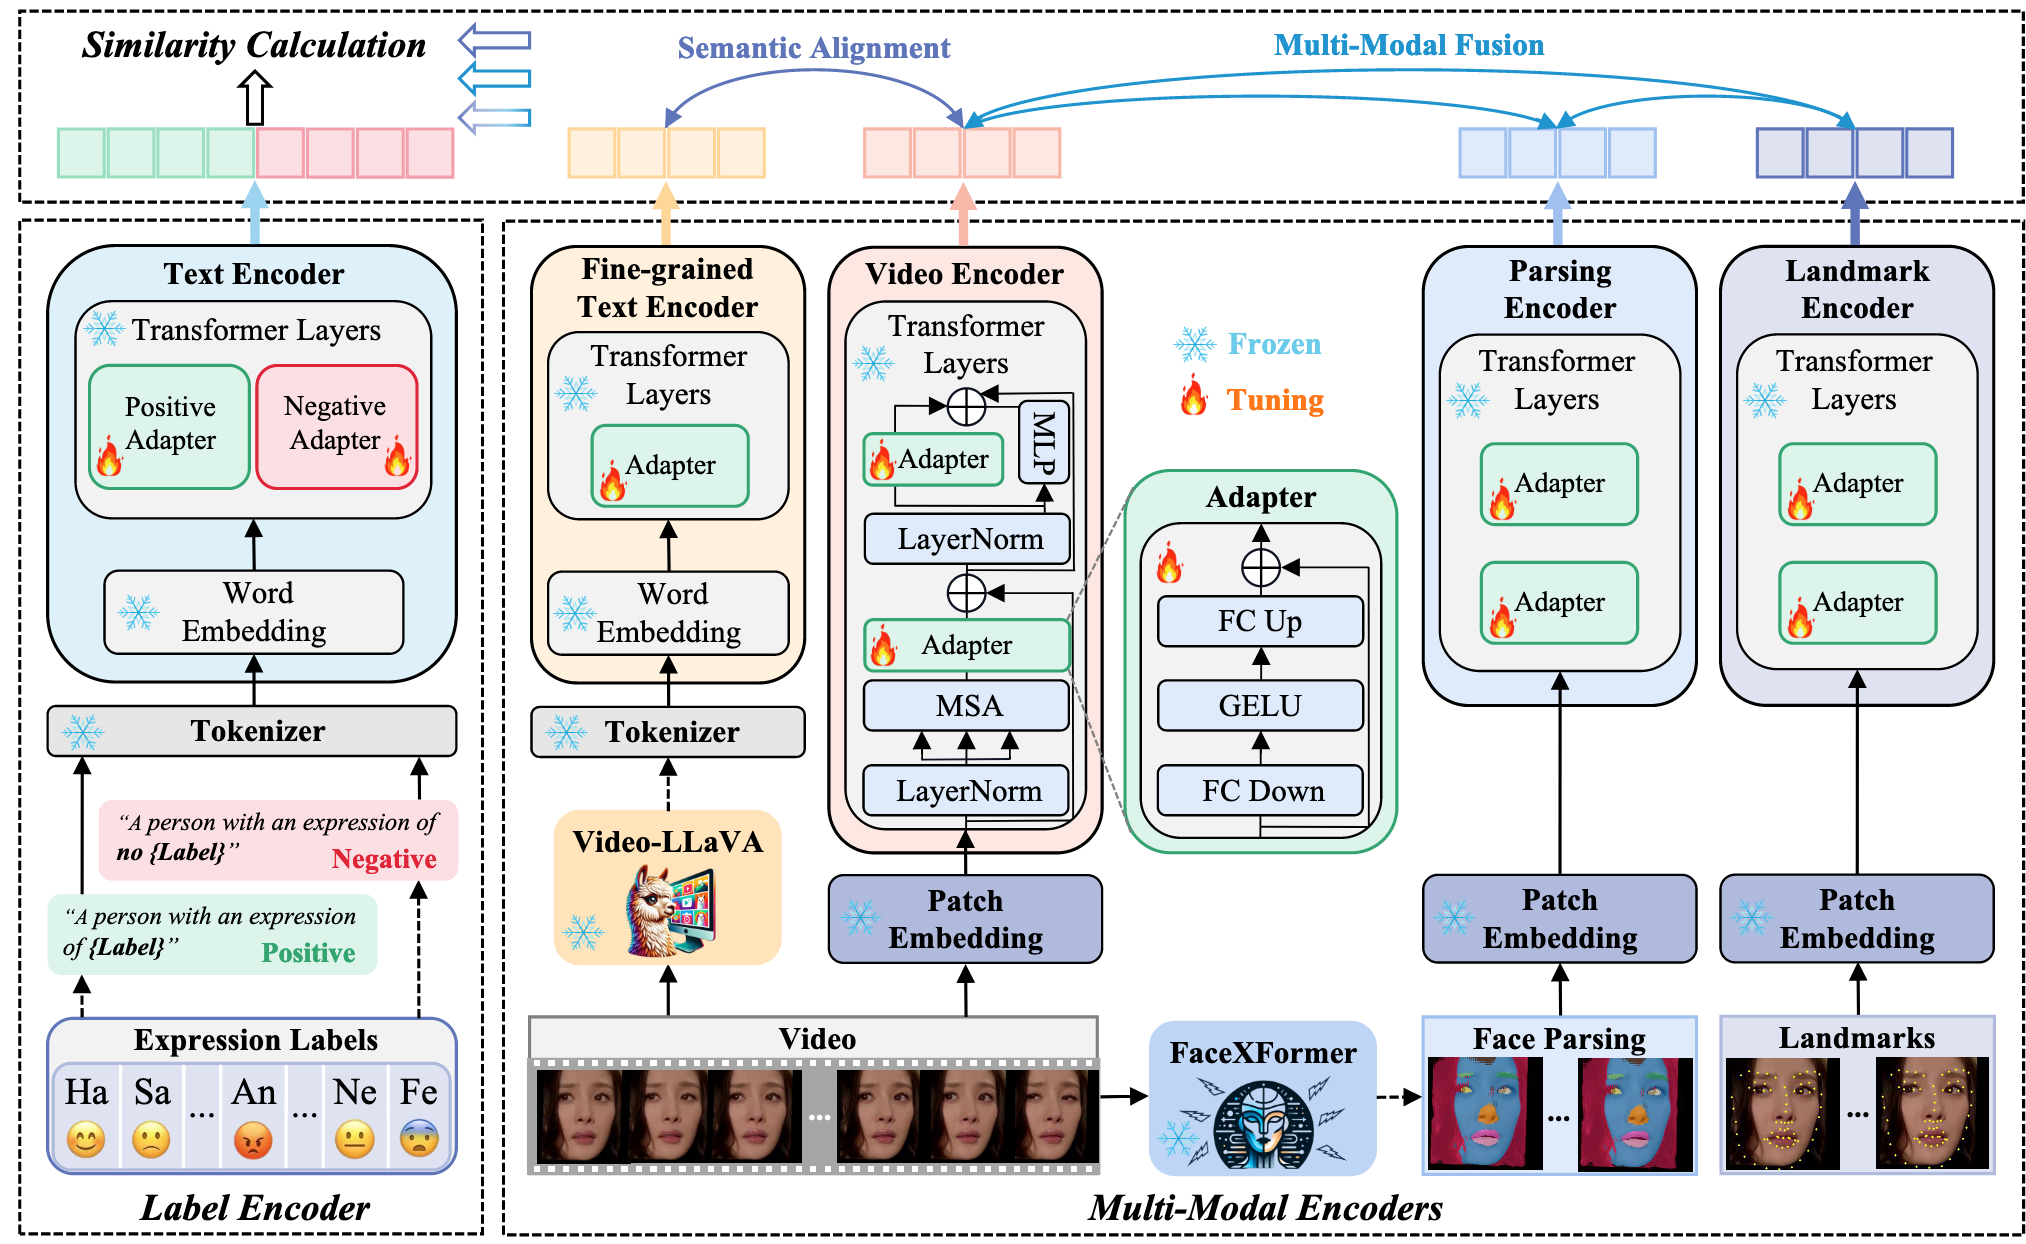 Similarity Calculation
Semantic Alignment
Multi-Modal Fusion
Text Encoder
Transformer Layers
Positive
Adapter
Negative
Adapter
Word
Embedding
Tokenizer
“A person with an expression of
no {Label}”
Negative
“A person with an expression
of {Label}”
Positive
Expression Labels
Ha
Sa
...
An
...
Ne
Fe
Label Encoder
Fine-grained
Text Encoder
Transformer
Layers
Adapter
Word
Embedding
Tokenizer
Video-LLaVA
Video Encoder
Transformer
Layers
MLP
Adapter
LayerNorm
Adapter
MSA
LayerNorm
Patch
Embedding
Video
...
Frozen
Tuning
Adapter
FC Up
GELU
FC Down
FaceXFormer
Parsing
Encoder
Transformer
Layers
Adapter
Adapter
Patch
Embedding
Face Parsing
...
Landmark
Encoder
Transformer
Layers
Adapter
Adapter
Patch
Embedding
Landmarks
...
Multi-Modal Encoders